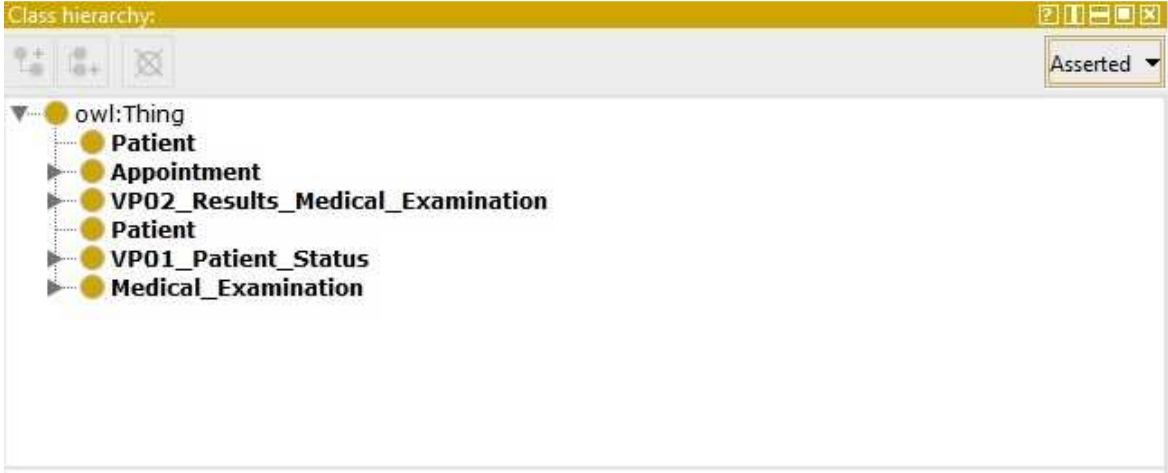 Class hierarchy:
Asserted
owl:Thing
Patient
Appointment
VP02_Results_Medical_Examination
Patient
VP01_Patient_Status
Medical_Examination